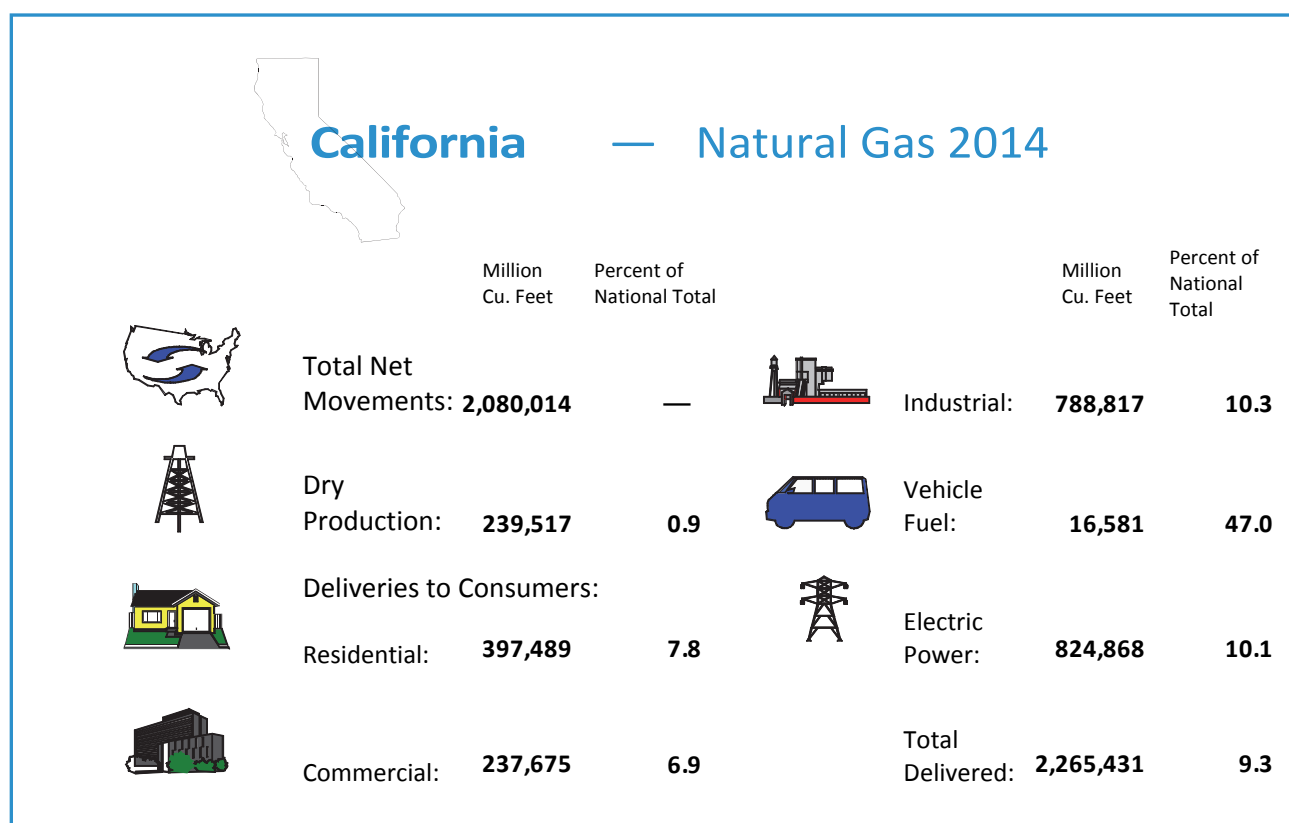 California — Natural Gas 2014
Million
Cu. Feet
Percent of
National Total
Total Net
Movements: 2,080,014 —
Dry
Production: 239,517 0.9
Deliveries to Consumers:
Residential: 397,489 7.8
Commercial: 237,675 6.9
Million
Cu. Feet
Percent of
National
Total
Industrial: 788,817 10.3
Vehicle
Fuel: 16,581 47.0
Electric
Power: 824,868 10.1
Total
Delivered: 2,265,431 9.3